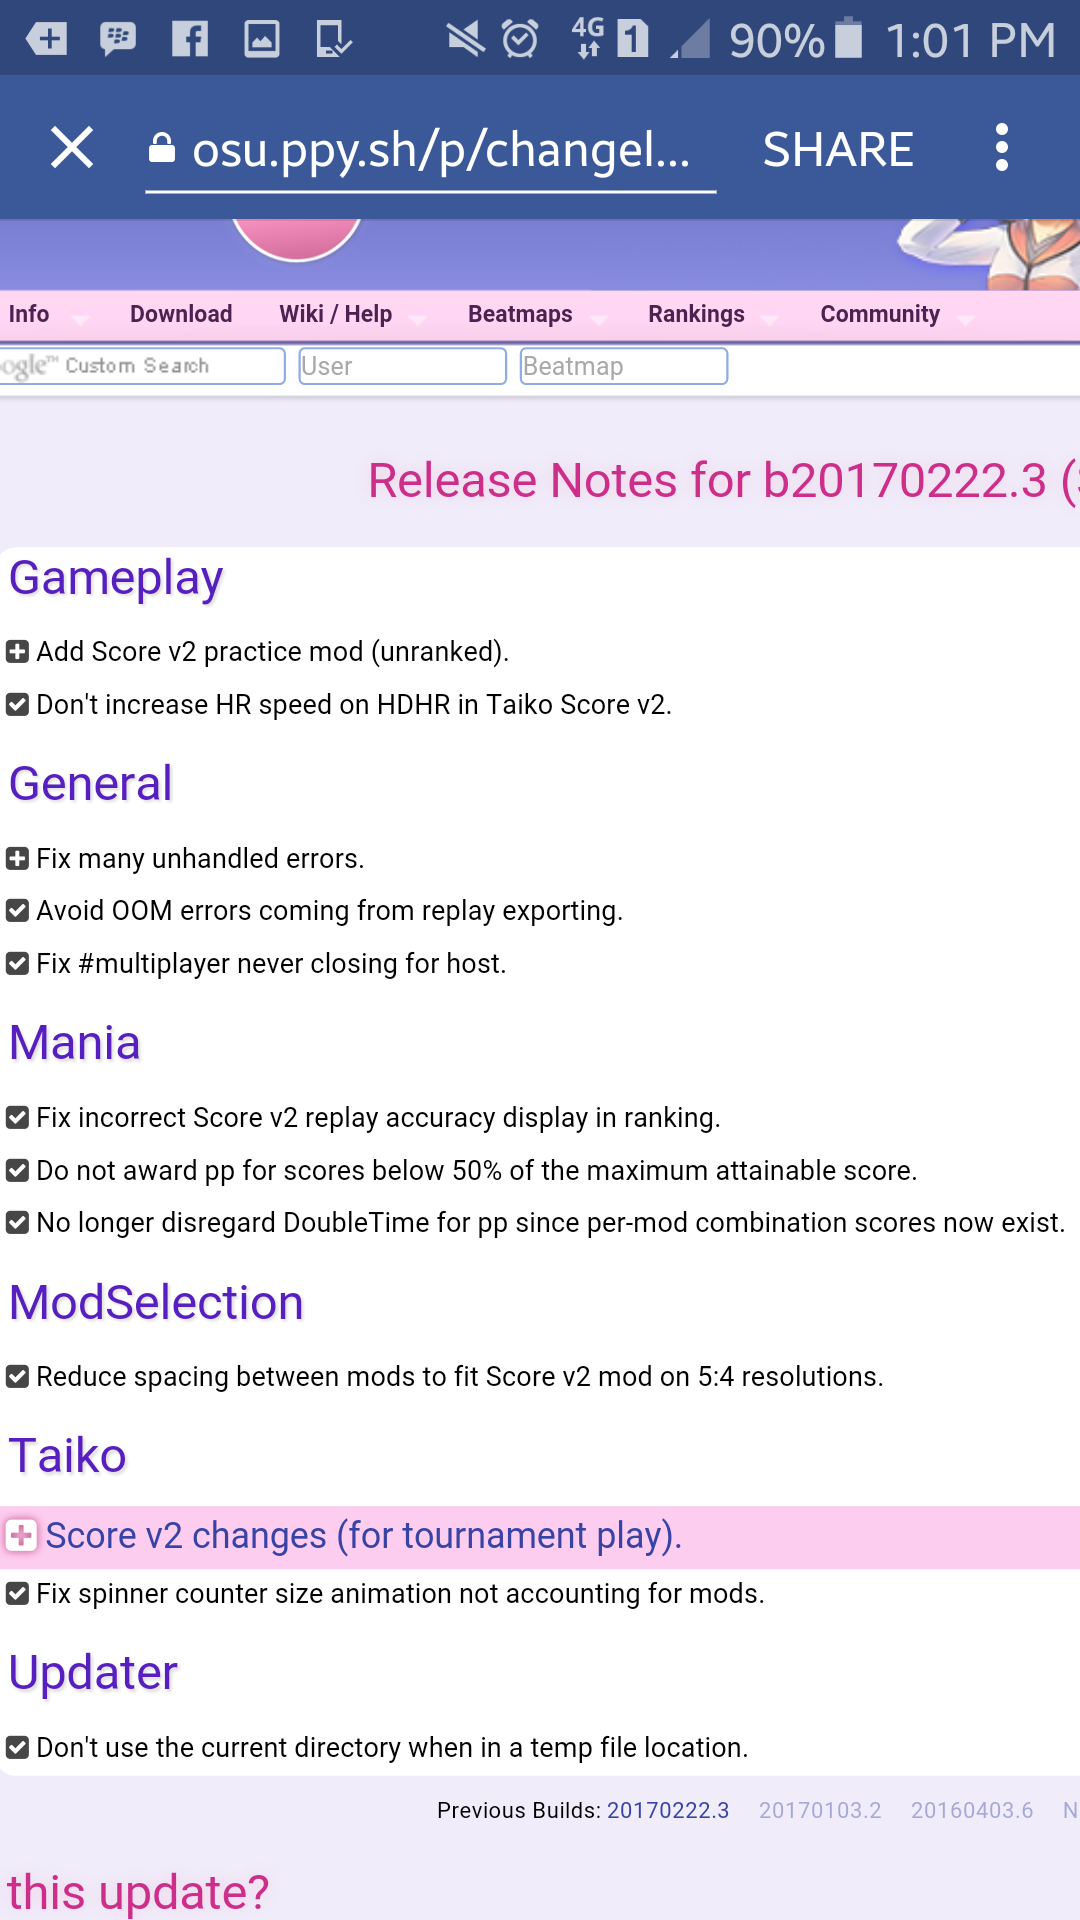 4G 1 90% 1:01 PM
osu.ppy.sh/p/changel... SHARE
Info Download Wiki / Help Beatmaps Rankings Community
ogle™ Custom Search User Beatmap
Release Notes for b20170222.3 (
Gameplay
Add Score v2 practice mod (unranked).
Don't increase HR speed on HDHR in Taiko Score v2.
General
Fix many unhandled errors.
Avoid OOM errors coming from replay exporting.
Fix #multiplayer never closing for host.
Mania
Fix incorrect Score v2 replay accuracy display in ranking.
Do not award pp for scores below 50% of the maximum attainable score.
No longer disregard DoubleTime for pp since per-mod combination scores now exist.
ModSelection
Reduce spacing between mods to fit Score v2 mod on 5:4 resolutions.
Taiko
Score v2 changes (for tournament play).
Fix spinner counter size animation not accounting for mods.
Updater
Don't use the current directory when in a temp file location.
Previous Builds: 20170222.3 20170103.2 20160403.6 N
this update?